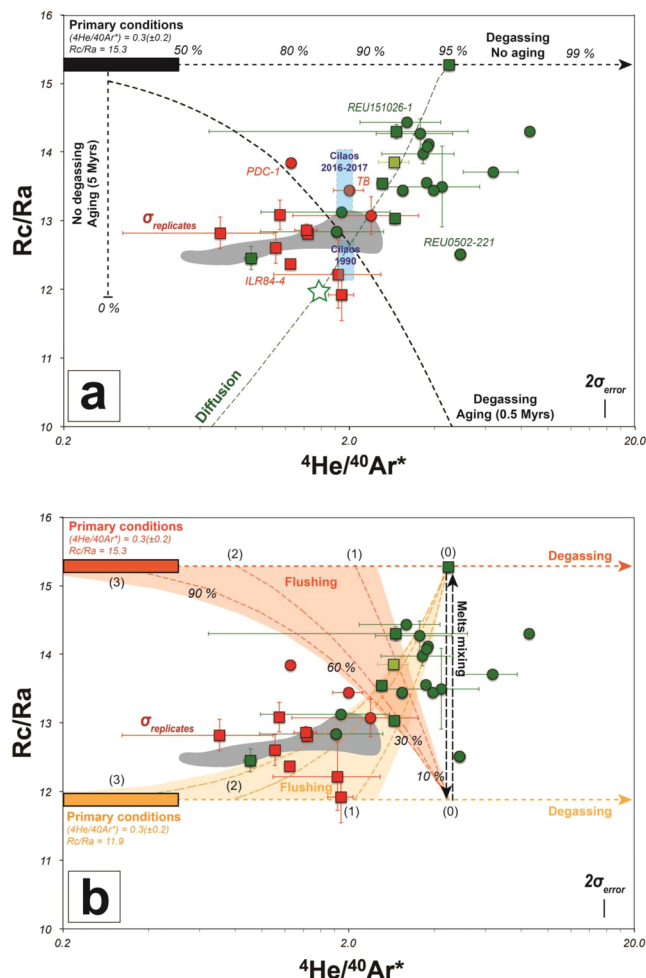 16
15
14
13
12
11
10
Rc/Ra
Primary conditions
(4He/40Ar*) = 0.3(±0.2)
Rc/Ra = 15.3
50 %
80 %
90 %
95 %
99 %
Degassing
No aging
REU151026-1
Cilaos
2016-2017
PDC-1
TB
No degassing
Aging (5 Myrs)
σreplicates
Cilaos
1990
REU0502-221
ILR84-4
0 %
Diffusion
a
Degassing
Aging (0.5 Myrs)
2σerror
0.2
2.0
20.0
4He/40Ar*
16
15
14
13
12
11
10
Rc/Ra
Primary conditions
(4He/40Ar*) = 0.3(±0.2)
Rc/Ra = 15.3
(3)
(2)
(1)
(0)
Degassing
90 %
Flushing
Melts mixing
60 %
σreplicates
30 %
10 %
(3)
(2)
Flushing
(1)
(0)
Degassing
Primary conditions
(4He/40Ar*) = 0.3(±0.2)
Rc/Ra = 11.9
b
2σerror
0.2
2.0
20.0
4He/40Ar*